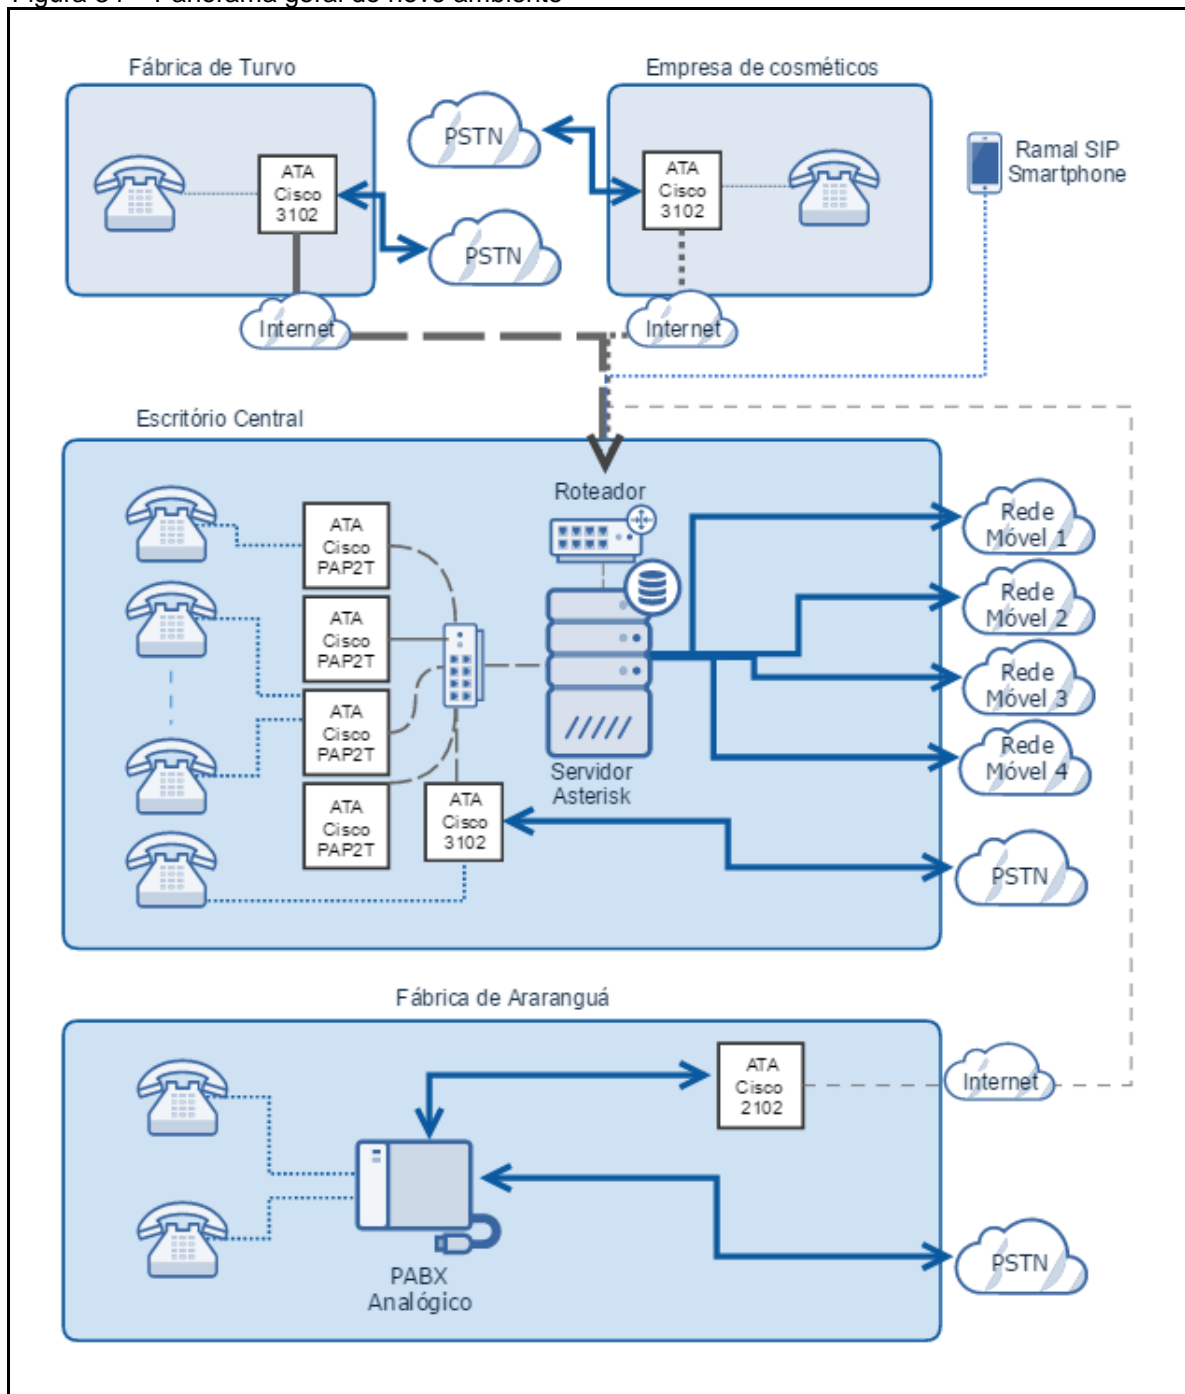 Fábrica de Turvo
Empresa de cosméticos
PSTN
ATA
Cisco
3102
ATA
Cisco
3102
Ramal SIP
Smartphone
PSTN
Internet
Internet
Escritório Central
Roteador
ATA
Cisco
PAP2T
ATA
Cisco
PAP2T
ATA
Cisco
PAP2T
ATA
Cisco
PAP2T
ATA
Cisco
3102
Servidor
Asterisk
Rede
Móvel 1
Rede
Móvel 2
Rede
Móvel 3
Rede
Móvel 4
PSTN
Fábrica de Araranguá
ATA
Cisco
2102
Internet
PABX
Analógico
PSTN